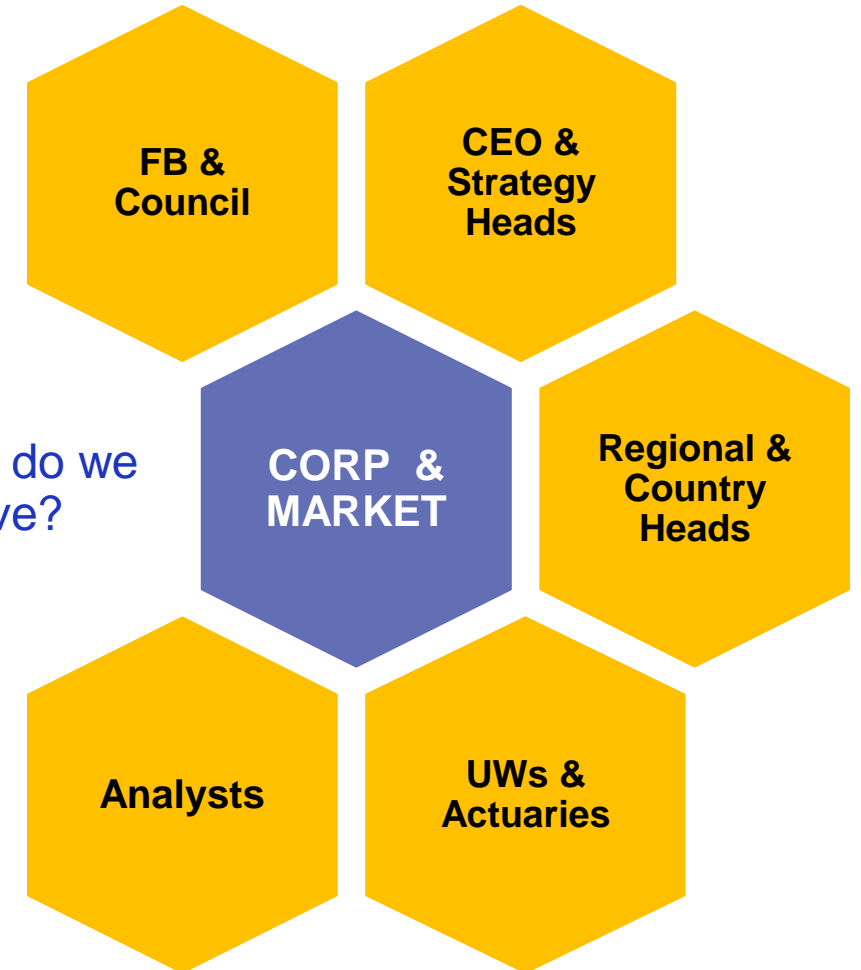 FB &
Council
CEO &
Strategy
Heads
do we
ve?
CORP &
MARKET
Regional &
Country
Heads
Analysts
UWs &
Actuaries